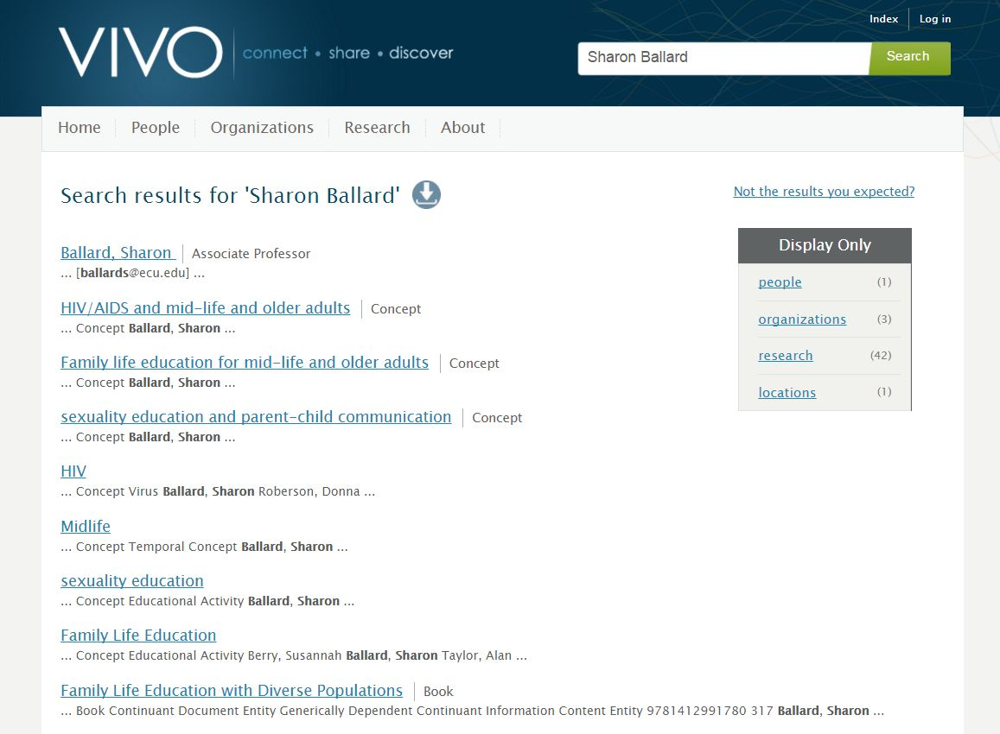 Index Log in
VIVO connect • share • discover
Sharon Ballard Search
Home People Organizations Research About
Search results for 'Sharon Ballard'
Not the results you expected?
Ballard, Sharon | Associate Professor
... [ballards@ecu.edu] ...
HIV/AIDS and mid-life and older adults | Concept
... Concept Ballard, Sharon ...
Family life education for mid-life and older adults | Concept
... Concept Ballard, Sharon ...
sexuality education and parent-child communication | Concept
... Concept Ballard, Sharon ...
HIV
... Concept Virus Ballard, Sharon Roberson, Donna ...
Midlife
... Concept Temporal Concept Ballard, Sharon ...
sexuality education
... Concept Educational Activity Ballard, Sharon ...
Family Life Education
... Concept Educational Activity Berry, Susannah Ballard, Sharon Taylor, Alan ...
Family Life Education with Diverse Populations | Book
... Book Continuant Document Entity Generically Dependent Continuant Information Content Entity 9781412991780 317 Ballard, Sharon ...
Display Only
people (1)
organizations (3)
research (42)
locations (1)